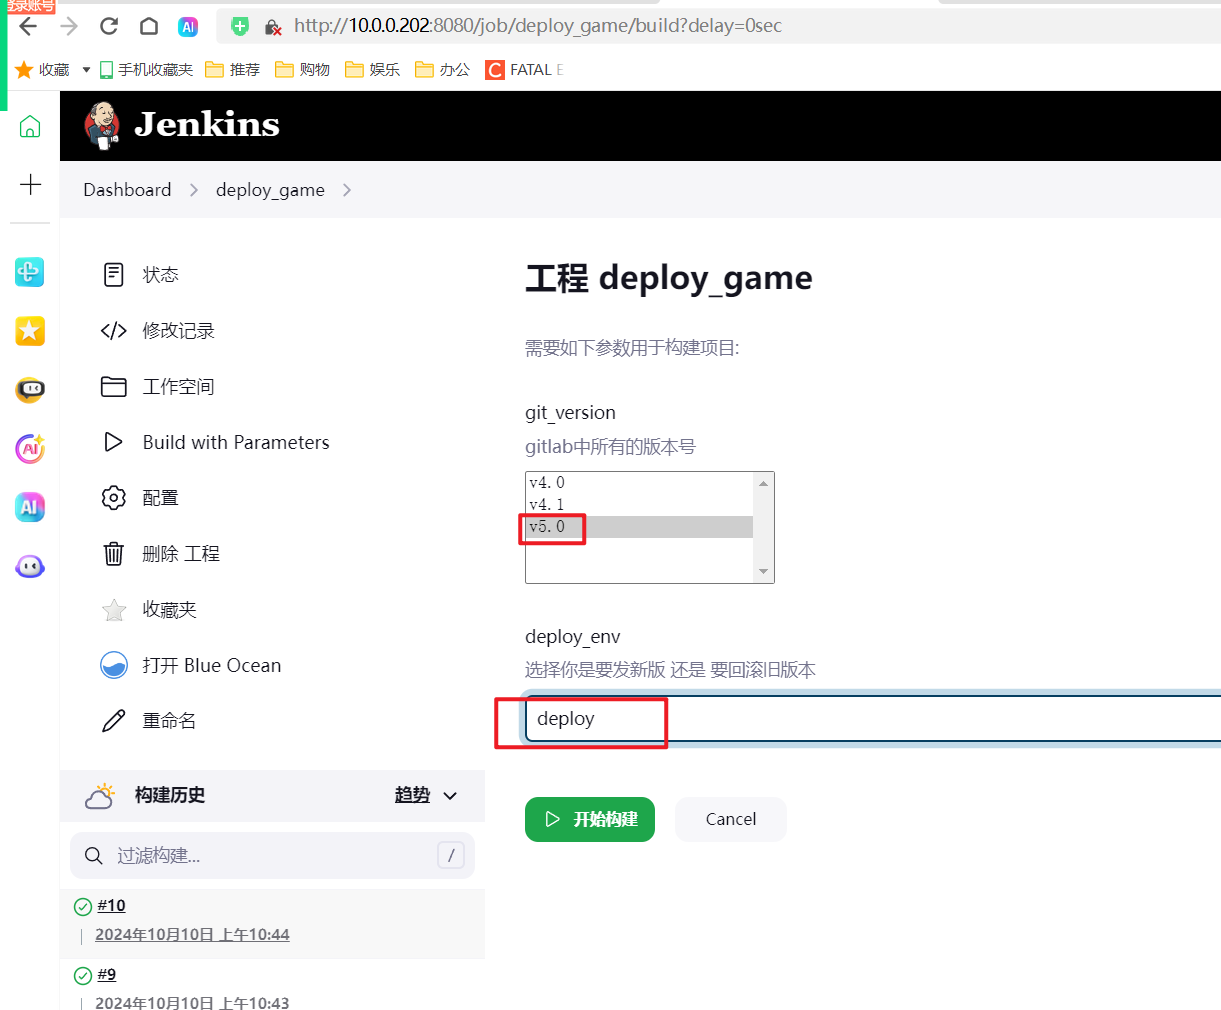 登录账号
AI
http://10.0.0.202:8080/job/deploy_game/build?delay=0sec
收藏
手机收藏夹
推荐
购物
娱乐
办公
C FATAL E
Jenkins
Dashboard
deploy_game
状态
修改记录
工作空间
Build with Parameters
配置
删除 工程
收藏夹
打开 Blue Ocean
重命名
构建历史
趋势
过滤构建...
/
#10
2024年10月10日 上午10:44
#9
2024年10月10日 上午10:43
AI
AI
工程 deploy_game
需要如下参数用于构建项目:
git_version
gitlab中所有的版本号
v4.0
v4.1
v5.0
deploy_env
选择你是要发新版 还是 要回滚旧版本
deploy
开始构建
Cancel